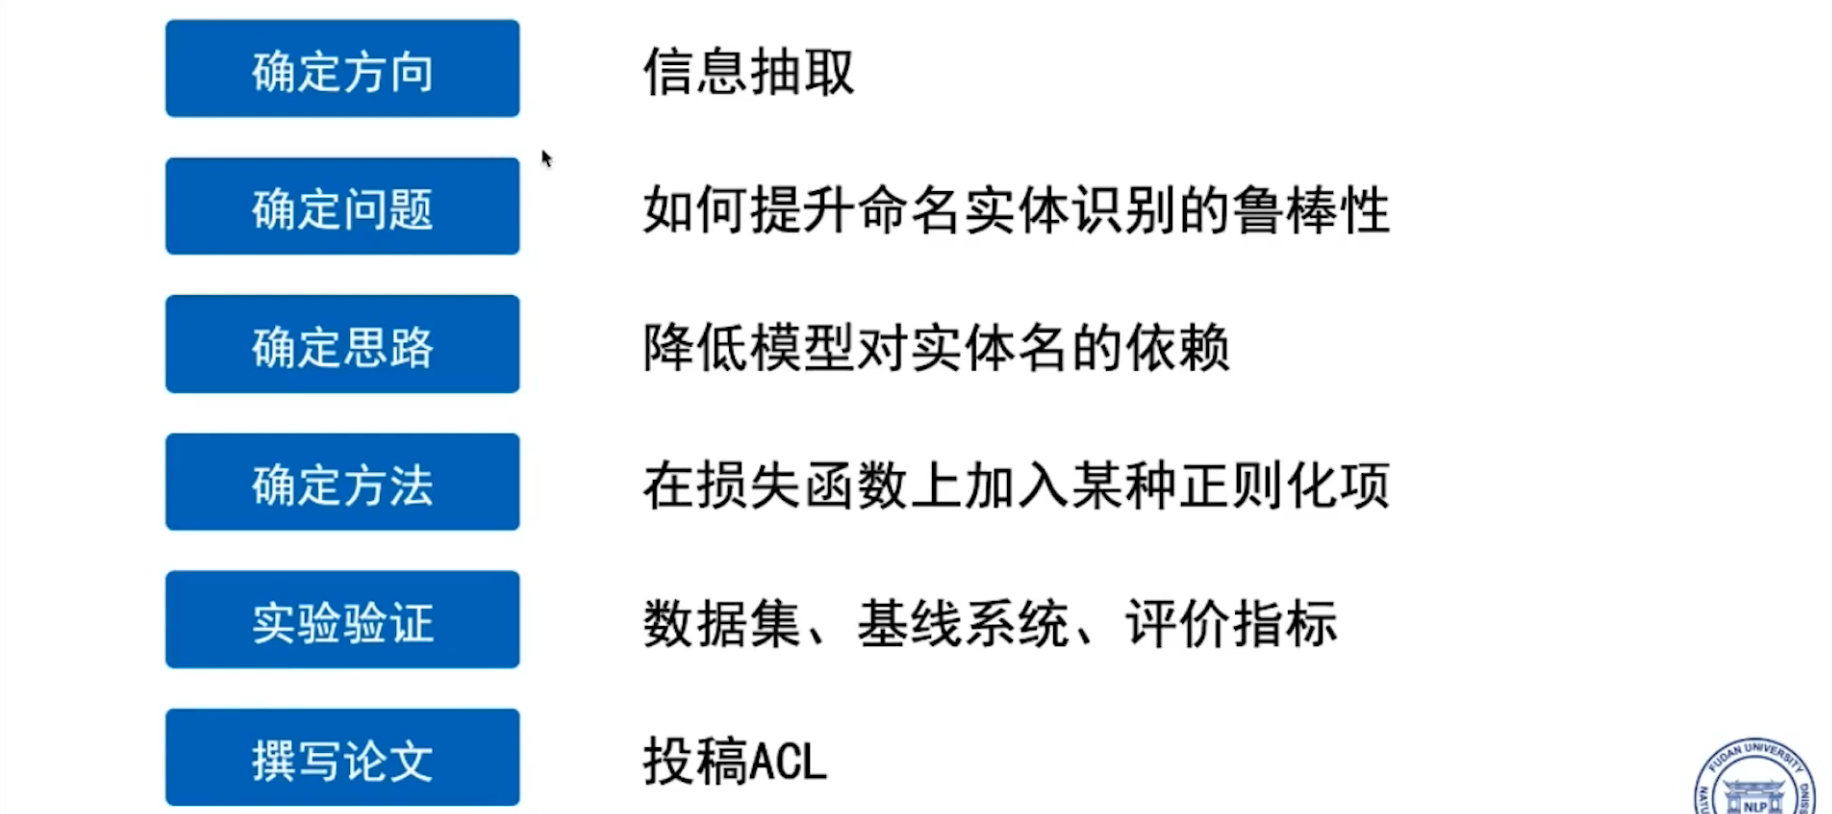 确定方向 信息抽取
确定问题 如何提升命名实体识别的鲁棒性
确定思路 降低模型对实体名的依赖
确定方法 在损失函数上加入某种正则化项
实验验证 数据集、基线系统、评价指标
撰写论文 投稿ACL
FUDAN UNIVERSITY
NLP